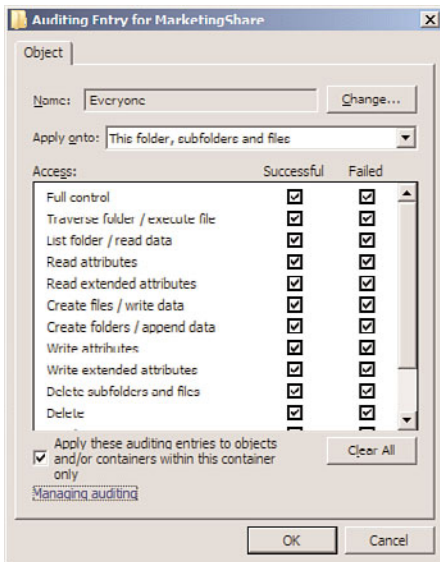 Auditing Entry for MarketingShare
Object
Name: Everyone Change...
Apply onto: This folder, subfolders and files
Access: Successful Failed
Full control
Traverse folder / execute file
List folder / read data
Read attributes
Read extended attributes
Create files / write data
Create folders / append data
Write attributes
Write extended attributes
Delete subfolders and files
Delete
Apply these auditing entries to objects
and/or containers within this container
only
Clear All
Managing auditing
OK Cancel